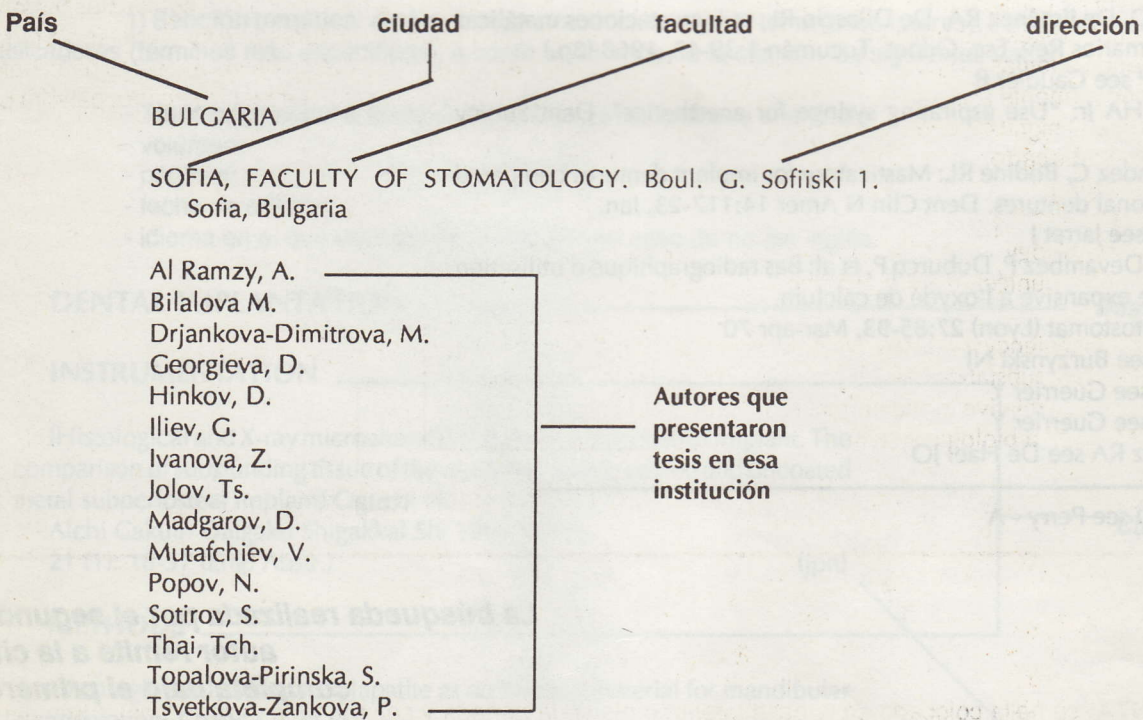 País ciudad facultad dirección
BULGARIA
SOFIA, FACULTY OF STOMATOLOGY. Boul. G. Sofiiski 1.
Sofia, Bulgaria
Al Ramzy, A.
Bilalova M.
Drjankova-Dimitrova, M.
Georgieva, D.
Hinkov, D.
Iliev, G.
Ivanova, Z.
Jolov, Ts.
Madgarov, D.
Mutafchiev, V.
Popov, N.
Sotirov, S.
Thai, Tch.
Topalova-Pirinska, S.
Tsvetkova-Zankova, P.
Autores que
presentaron
tesis en esa
institución